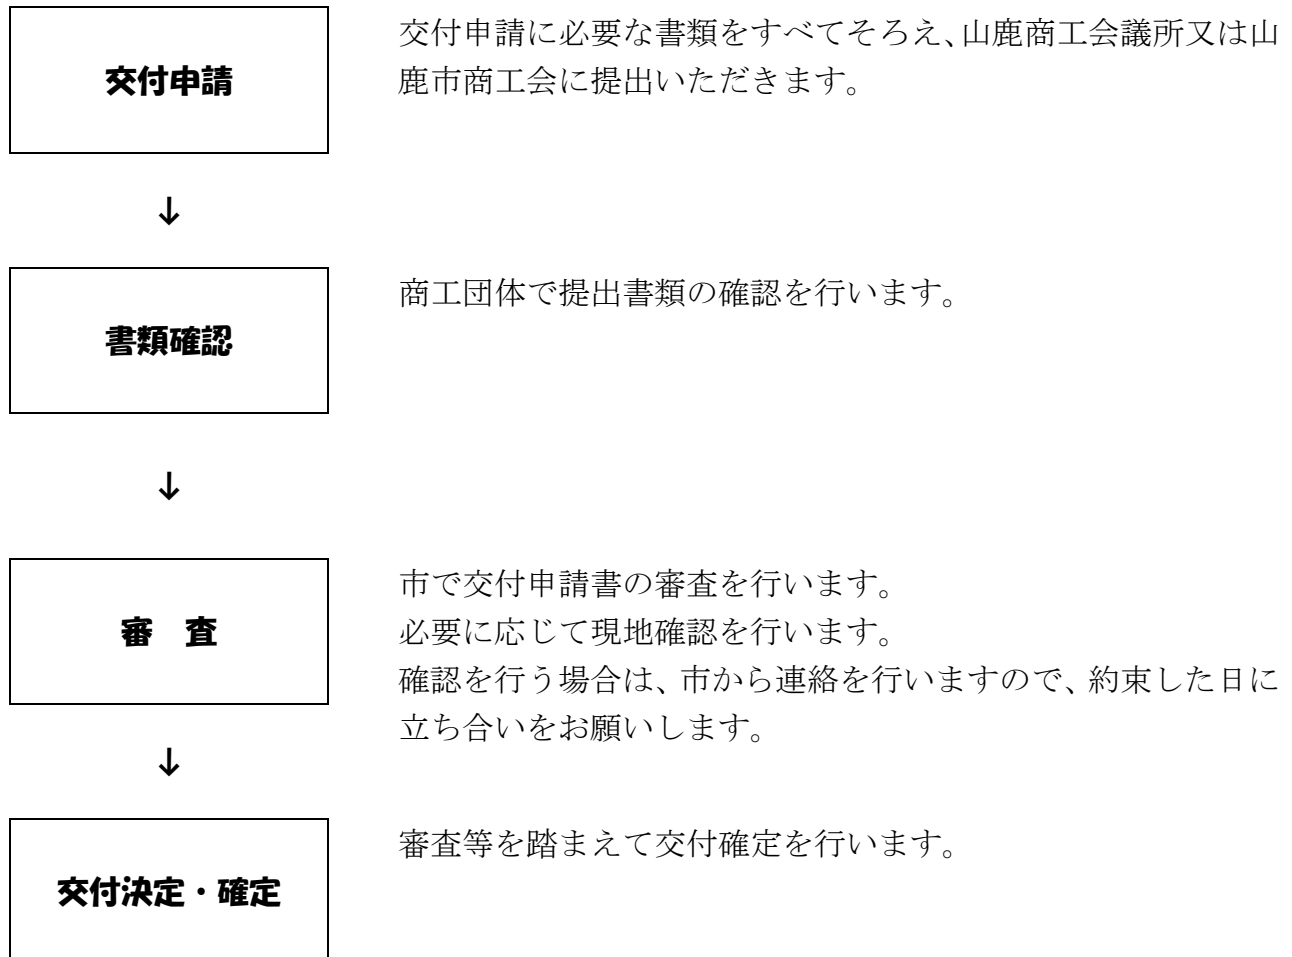 交付申請
交付申請に必要な書類をすべてそろえ、山鹿商工会議所又は山
鹿市商工会に提出いただきます。
↓
書類確認
商工団体で提出書類の確認を行います。
↓
審　査
市で交付申請書の審査を行います。
必要に応じて現地確認を行います。
確認を行う場合は、市から連絡を行いますので、約束した日に
立ち合いをお願いします。
↓
交付決定・確定
審査等を踏まえて交付確定を行います。